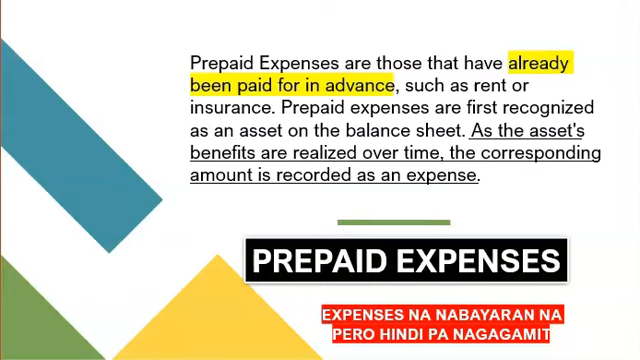 Prepaid Expenses are those that have already
been paid for in advance, such as rent or
insurance. Prepaid expenses are first recognized
as an asset on the balance sheet. As the asset's
benefits are realized over time, the corresponding
amount is recorded as an expense.
PREPAID EXPENSES
EXPENSES NA NABAYARAN NA
PERO HINDI PA NAGAGAMIT